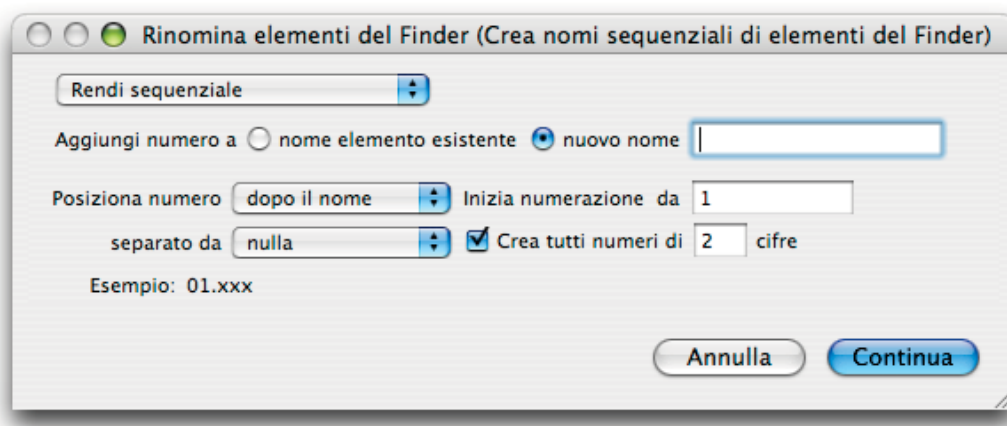 Rinomina elementi del Finder (Crea nomi sequenziali di elementi del Finder)
Rendi sequenziale
Aggiungi numero a nome elemento esistente nuovo nome
Posiziona numero dopo il nome Inizia numerazione da 1
separato da nulla Crea tutti numeri di 2 cifre
Esempio: 01.xxx
Annulla Continua